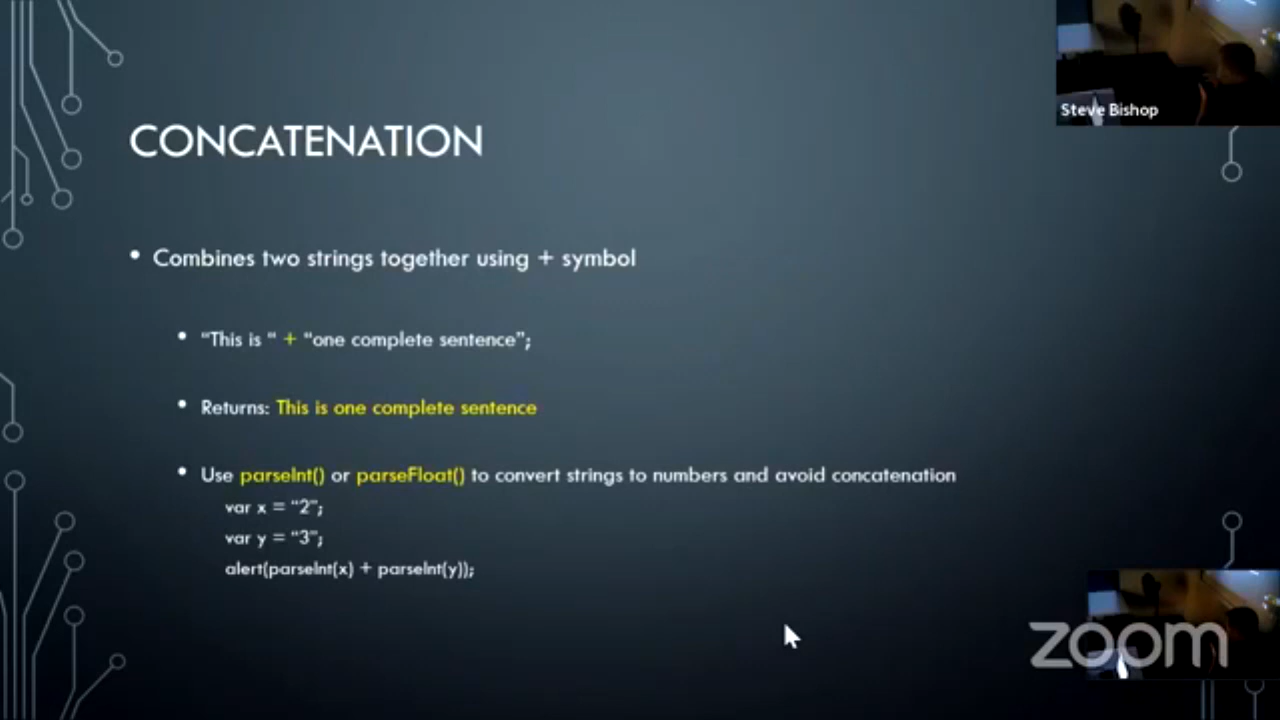 Steve Bishop
CONCATENATION
• Combines two strings together using + symbol
• “This is “ + “one complete sentence”;
• Returns: This is one complete sentence
• Use parseInt() or parseFloat() to convert strings to numbers and avoid concatenation
var x = “2”;
var y = “3”;
alert(parseInt(x) + parseInt(y));
zoom